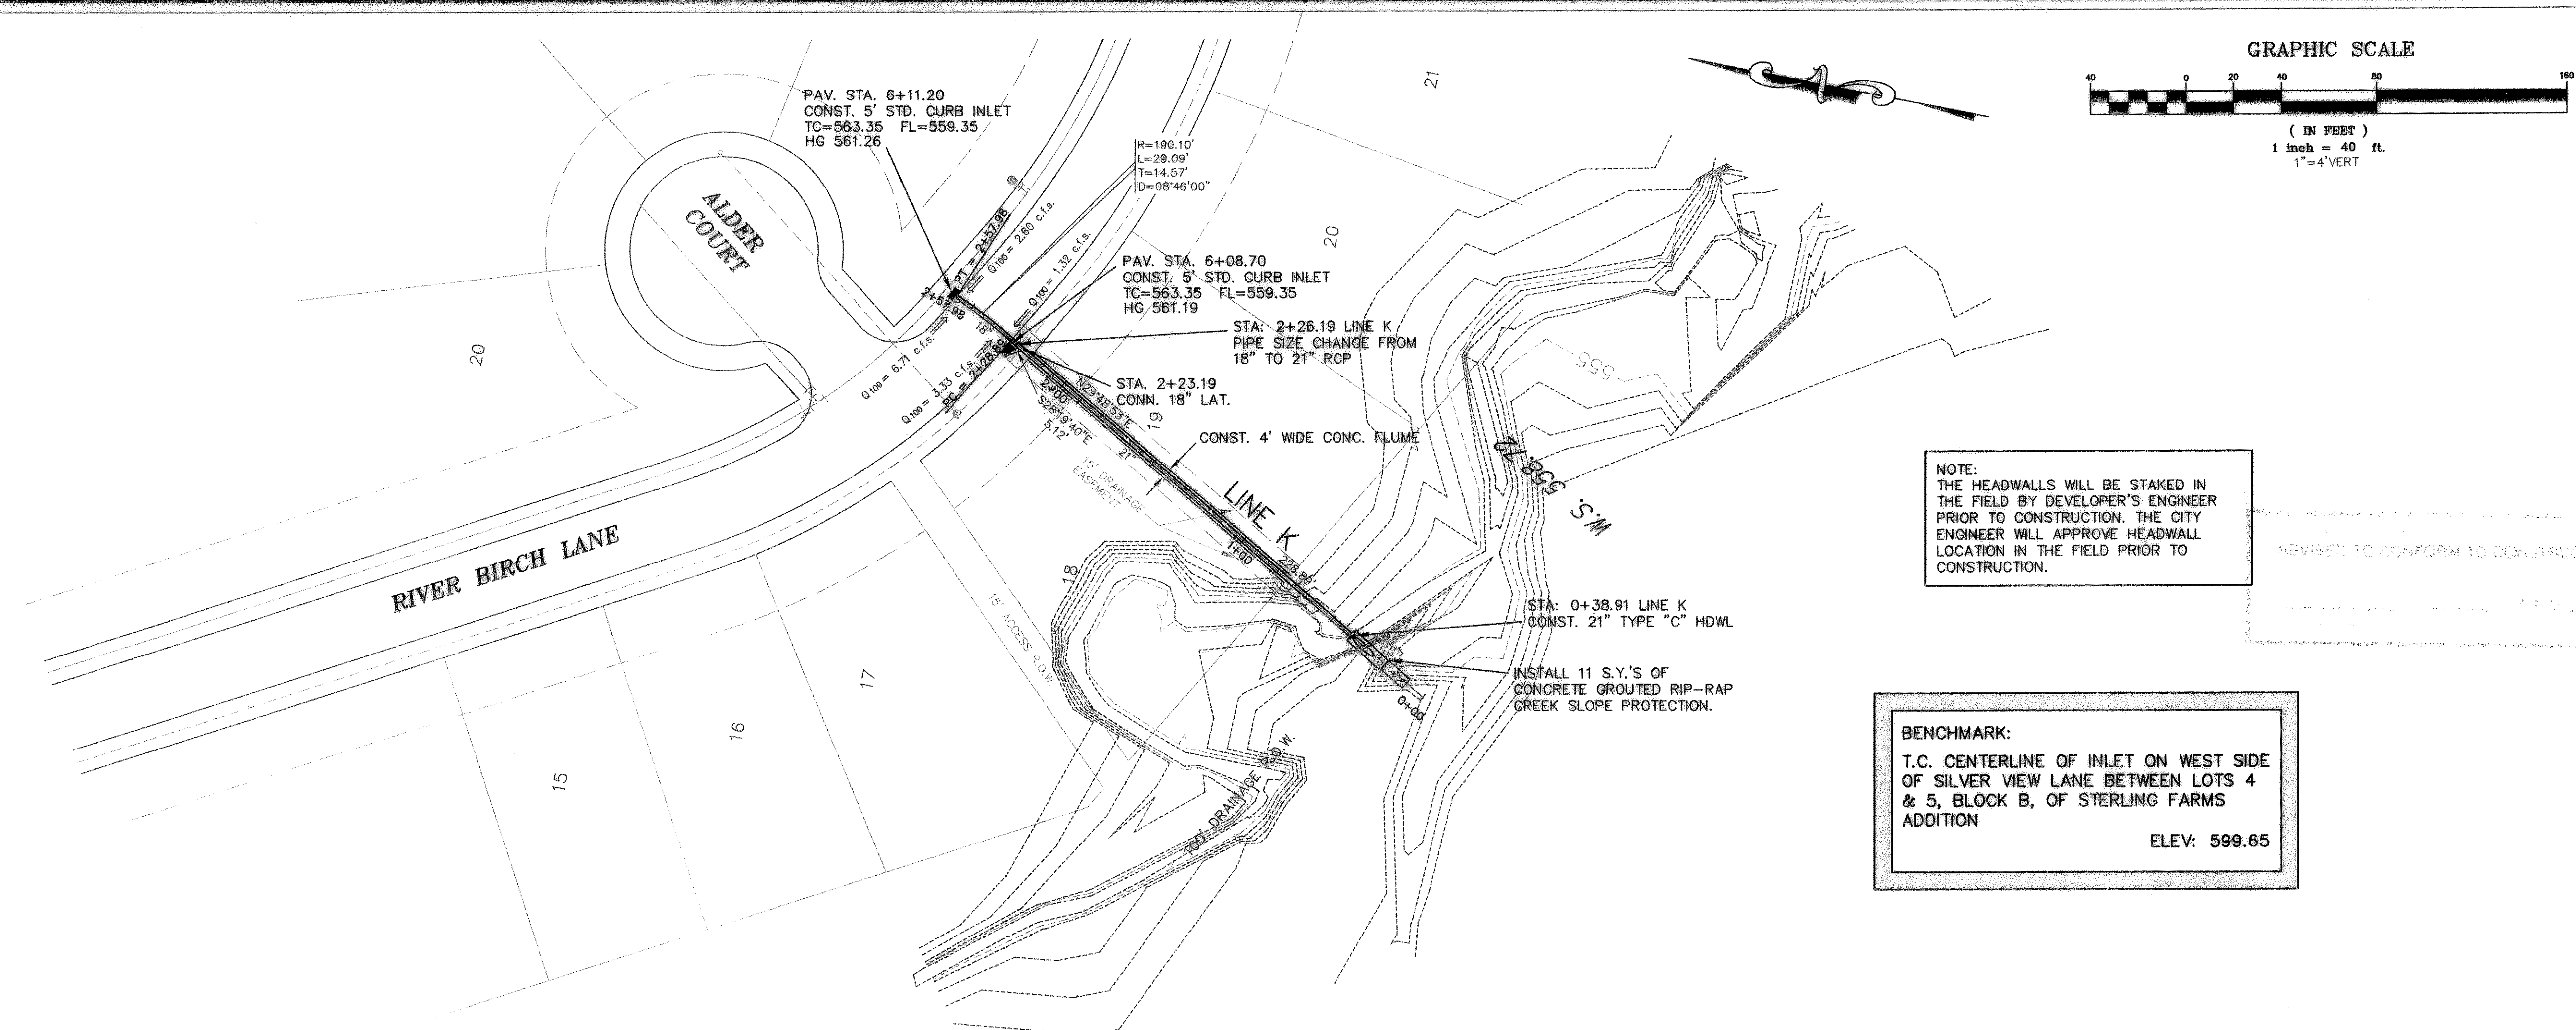 GRAPHIC SCALE
40 0 20 40 80 160
( IN FEET )
1 inch = 40 ft.
1"=4'VERT
PAV. STA. 6+11.20
CONST. 5' STD. CURB INLET
TC=563.35 FL=559.35
HG 561.26
R=190.10'
L=29.09'
T=14.57'
D=08°46'00"
21
20
ALDER
COURT
PT = 2+57.98
2+57.98
Q100= 2.60 c.f.s.
Q100= 1.32 c.f.s.
18"
PAV. STA. 6+08.70
CONST. 5' STD. CURB INLET
TC=563.35 FL=559.35
HG 561.19
STA: 2+26.19 LINE K
PIPE SIZE CHANGE FROM
18" TO 21" RCP
STA. 2+23.19
CONN. 18" LAT.
20
Q100= 6.71 c.f.s.
Q100= 3.33 c.f.s.
PC = 2+28.89
2+00
N29°48'53"E
S28°19'40"E
5.12'
19
21"
CONST. 4' WIDE CONC. FLUME
15' DRAINAGE
EASEMENT
LINE K
1+00
228.89'
555
W.S. 558.72
NOTE:
THE HEADWALLS WILL BE STAKED IN
THE FIELD BY DEVELOPER'S ENGINEER
PRIOR TO CONSTRUCTION. THE CITY
ENGINEER WILL APPROVE HEADWALL
LOCATION IN THE FIELD PRIOR TO
CONSTRUCTION.
REVISED TO CONFORM TO
RIVER BIRCH LANE
18
15' ACCESS R.O.W.
STA: 0+38.91 LINE K
CONST. 21" TYPE "C" HDWL
INSTALL 11 S.Y.'S OF
CONCRETE GROUTED RIP-RAP
CREEK SLOPE PROTECTION.
0+00
17
16
15
100' DRAINAGE R.O.W.
BENCHMARK:
T.C. CENTERLINE OF INLET ON WEST SIDE
OF SILVER VIEW LANE BETWEEN LOTS 4
& 5, BLOCK B, OF STERLING FARMS
ADDITION
ELEV: 599.65